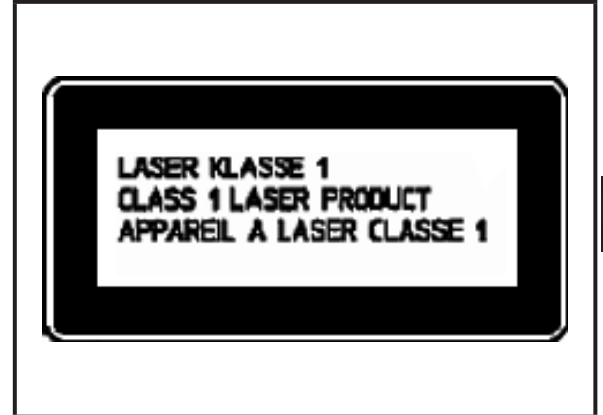 LASER KLASSE 1
CLASS 1 LASER PRODUCT
APPAREIL A LASER CLASSE 1